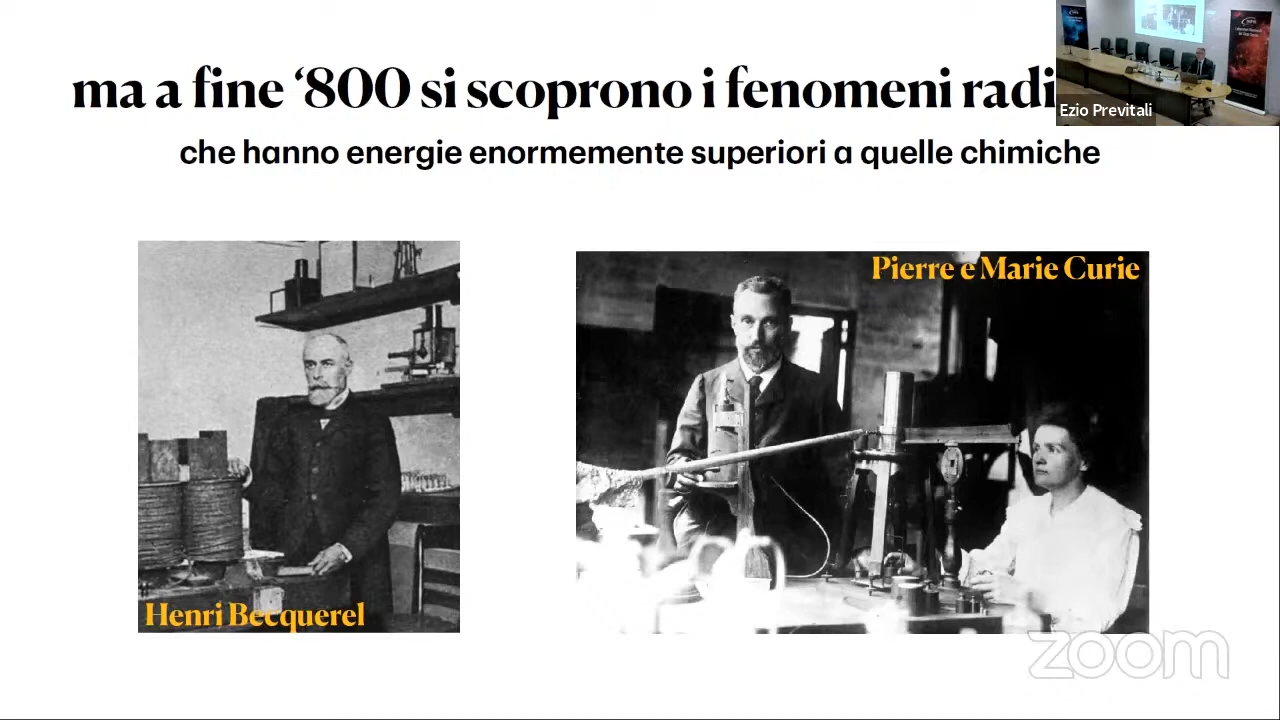 ma a fine ‘800 si scoprono i fenomeni radi
che hanno energie enormemente superiori a quelle chimiche
Ezio Previtali
Pierre e Marie Curie
Henri Becquerel
zoom